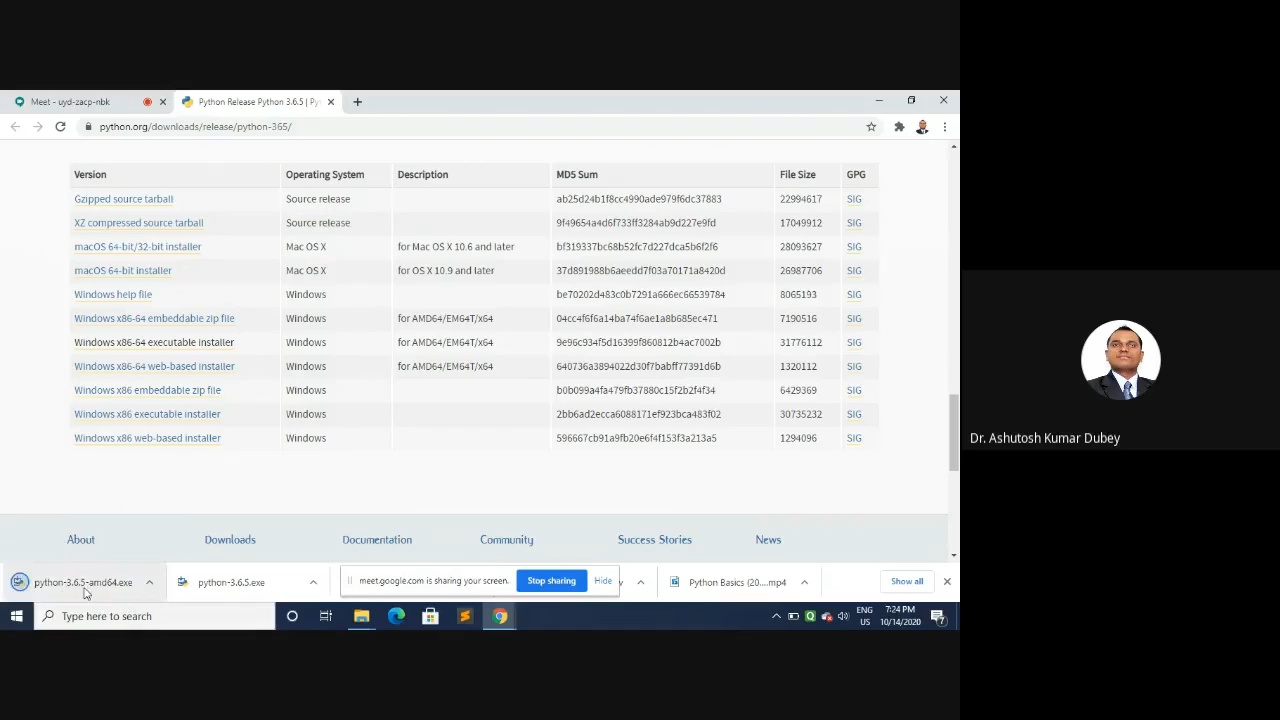 Meet - uyd-zacp-nbk
Python Release Python 3.6.5 | Py
python.org/downloads/release/python-365/
Version Operating System Description MD5 Sum File Size GPG
Gzipped source tarball Source release ab25d24b1f8cc4990ade979f6dc37883 22994617 SIG
XZ compressed source tarball Source release 9f49654a4d6f733ff3284ab9d227e9fd 17049912 SIG
macOS 64-bit/32-bit installer Mac OS X for Mac OS X 10.6 and later bf319337bc68b52fc7d227dca5b6f2f6 28093627 SIG
macOS 64-bit installer Mac OS X for OS X 10.9 and later 37d891988b6aeedd7f03a70171a8420d 26987706 SIG
Windows help file Windows be70202d483c0b7291a666ec66539784 8065193 SIG
Windows x86-64 embeddable zip file Windows for AMD64/EM64T/x64 04cc4f6f6a14ba74f6ae1a8b685ec471 7190516 SIG
Windows x86-64 executable installer Windows for AMD64/EM64T/x64 9e96c934f5d16399f860812b4ac7002b 31776112 SIG
Windows x86-64 web-based installer Windows for AMD64/EM64T/x64 640736a3894022d30f7babff77391d6b 1320112 SIG
Windows x86 embeddable zip file Windows b0b099a4fa479fb37880c15f2b2f4f34 6429369 SIG
Windows x86 executable installer Windows 2bb6ad2ecca6088171ef923bca483f02 30735232 SIG
Windows x86 web-based installer Windows 596667cb91a9fb20e6f4f153f3a213a5 1294096 SIG
Dr. Ashutosh Kumar Dubey
About Downloads Documentation Community Success Stories News
python-3.6.5-amd64.exe python-3.6.5.exe meet.google.com is sharing your screen. Stop sharing Hide Python Basics (20....mp4 Show all
Type here to search
ENG 7:24 PM
US 10/14/2020
7